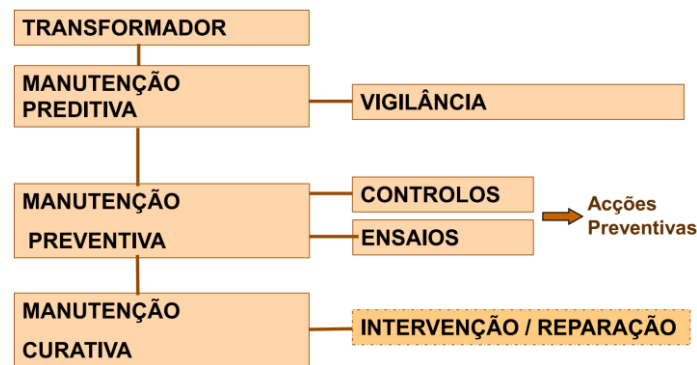 TRANSFORMADOR
MANUTENÇÃO
PREDITIVA
VIGILÂNCIA
MANUTENÇÃO
PREVENTIVA
CONTROLOS
ENSAIOS
Acções
Preventivas
MANUTENÇÃO
CURATIVA
INTERVENÇÃO / REPARAÇÃO